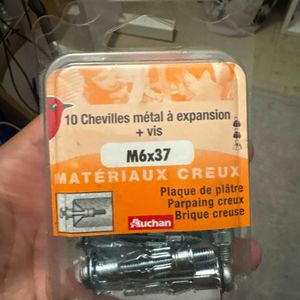 10 Chevilles métal à expansion
+ vis
M6x37
MATÉRIAUX CREUX
Plaque de plâtre
Parpaing creux
Brique creuse
Auchan